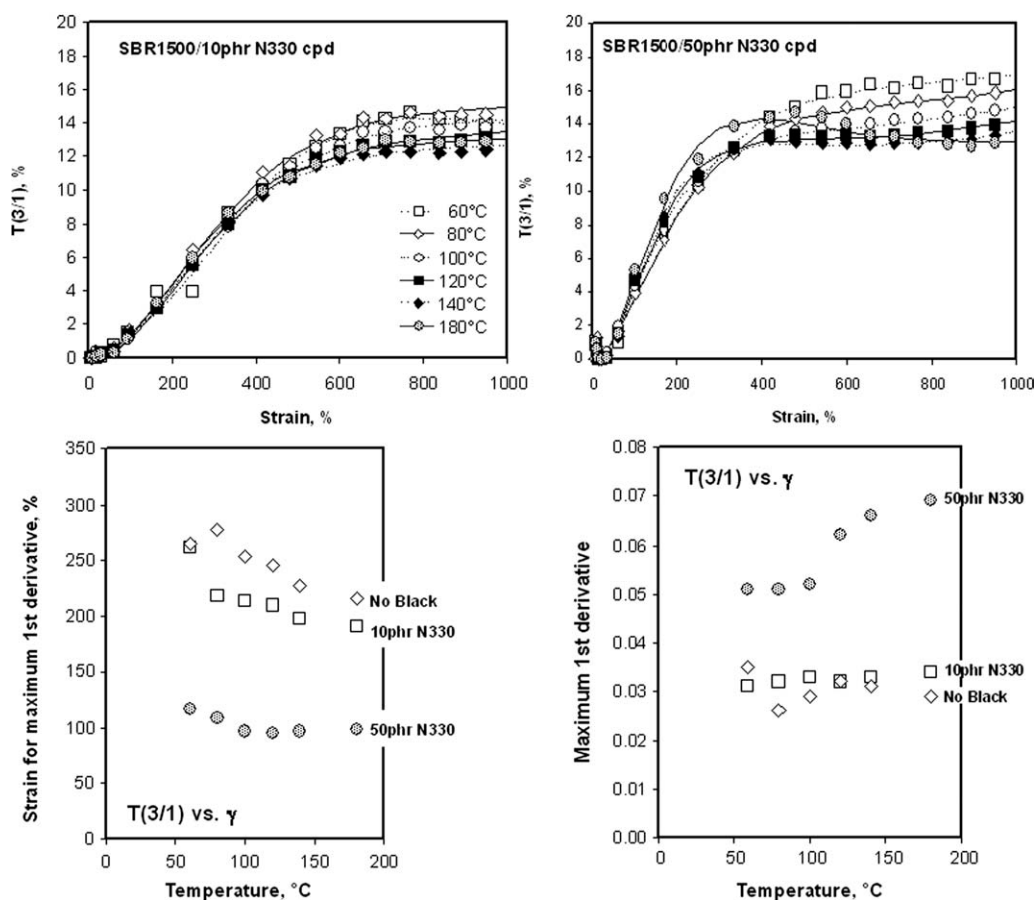 SBR1500/10phr N330 cpd
T(3/1), %
20
18
16
14
12
10
8
6
4
2
0
60°C
80°C
100°C
120°C
140°C
180°C
0 200 400 600 800 1000
Strain, %
SBR1500/50phr N330 cpd
T(3/1), %
20
18
16
14
12
10
8
6
4
2
0
0 200 400 600 800 1000
Strain, %
Strain for maximum 1st derivative, %
350
300
250
200
150
100
50
0
No Black
10phr N330
50phr N330
T(3/1) vs. γ
0 50 100 150 200
Temperature, °C
T(3/1) vs. γ
Maximum 1st derivative
0.08
0.07
0.06
0.05
0.04
0.03
0.02
0.01
0.00
50phr N330
10phr N330
No Black
0 50 100 150 200
Temperature, °C